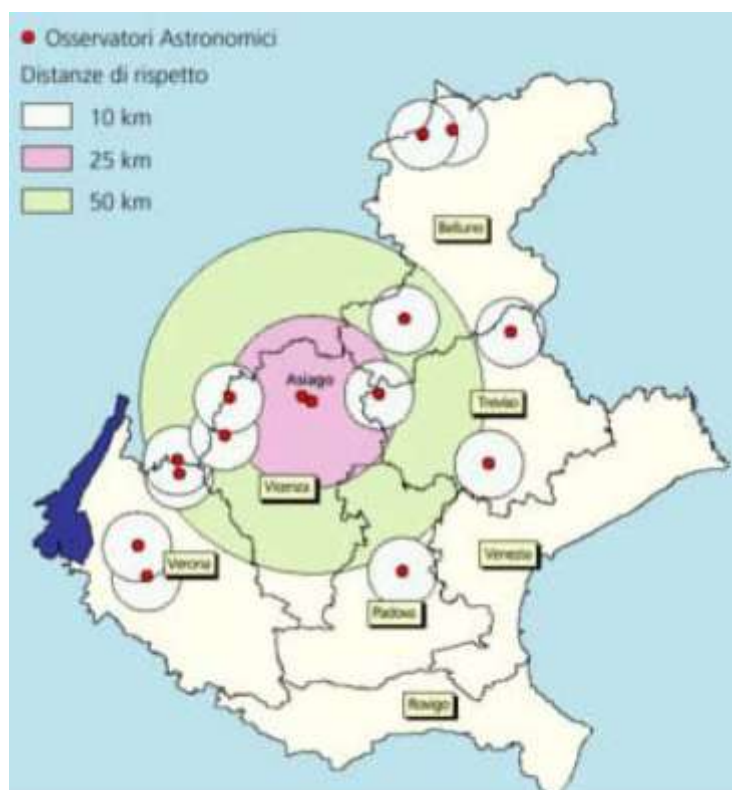 Osservatori Astronomici
Distanze di rispetto
10 km
25 km
50 km
Belluno
Asiago
Treviso
Vicenza
Venezia
Verona
Padova
Rovigo